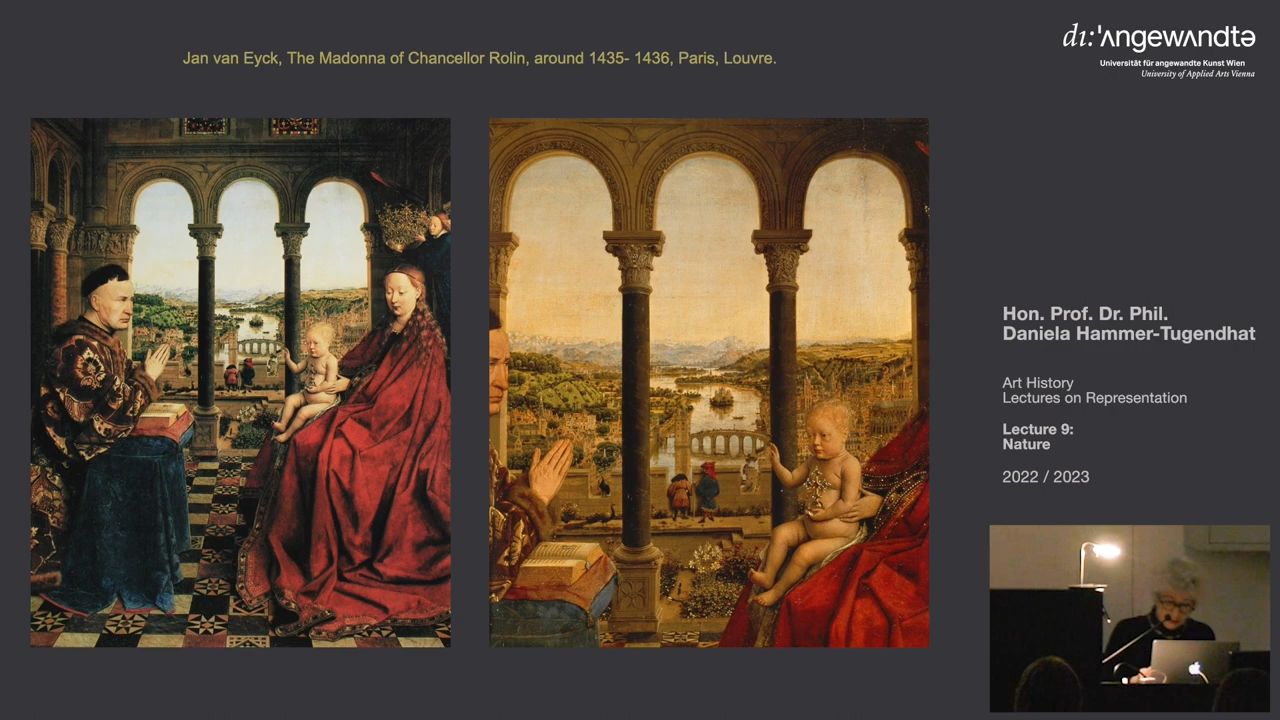 Jan van Eyck, The Madonna of Chancellor Rolin, around 1435- 1436, Paris, Louvre.
dı:'ʌngewʌndtə
Universität für angewandte Kunst Wien
University of Applied Arts Vienna
Hon. Prof. Dr. Phil.
Daniela Hammer-Tugendhat
Art History
Lectures on Representation
Lecture 9:
Nature
2022 / 2023